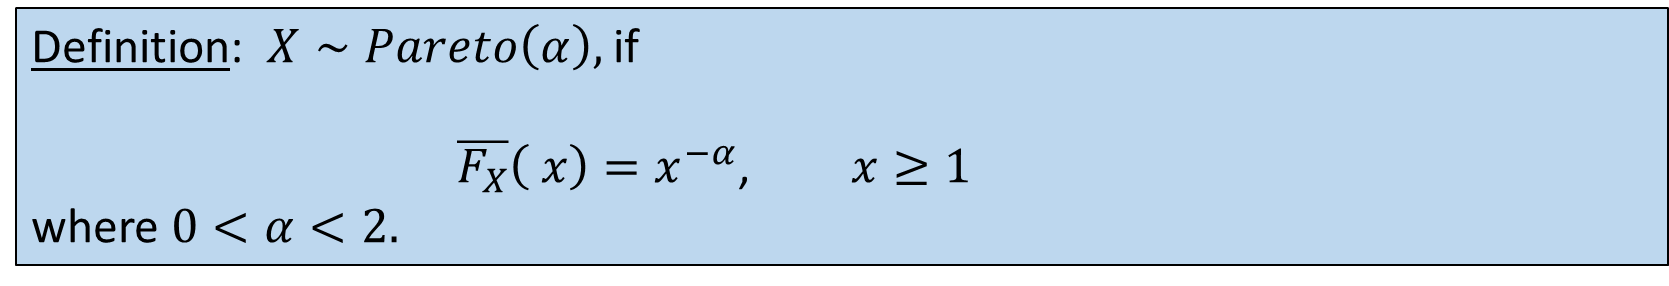 Definition: X ~ Pareto(α), if
F̅_X̅( x) = x^{−α}, x ≥ 1
where 0 < α < 2.